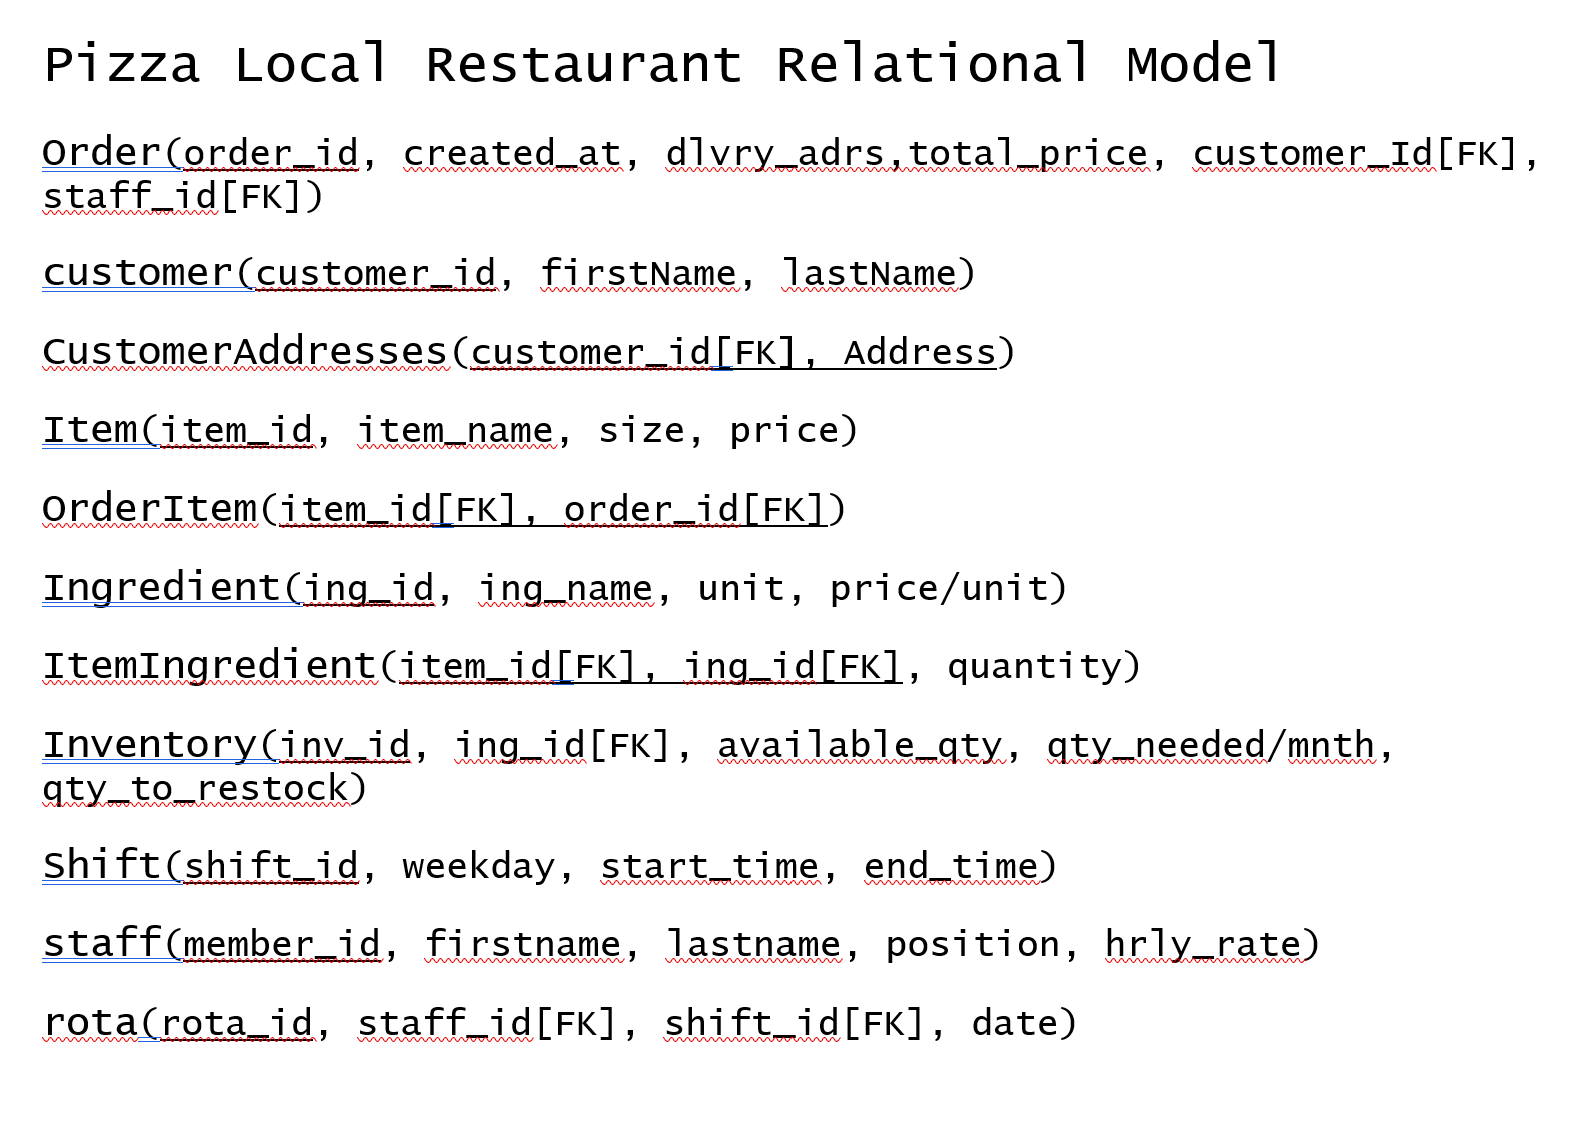 Pizza Local Restaurant Relational Model
Order(order_id, created_at, dlvry_adrs,total_price, customer_Id[FK],
staff_id[FK])
customer(customer_id, firstName, lastName)
CustomerAddresses(customer_id[FK], Address)
Item(item_id, item_name, size, price)
OrderItem(item_id[FK], order_id[FK])
Ingredient(ing_id, ing_name, unit, price/unit)
ItemIngredient(item_id[FK], ing_id[FK], quantity)
Inventory(inv_id, ing_id[FK], available_qty, qty_needed/mnth,
qty_to_restock)
Shift(shift_id, weekday, start_time, end_time)
staff(member_id, firstname, lastname, position, hrly_rate)
rota(rota_id, staff_id[FK], shift_id[FK], date)